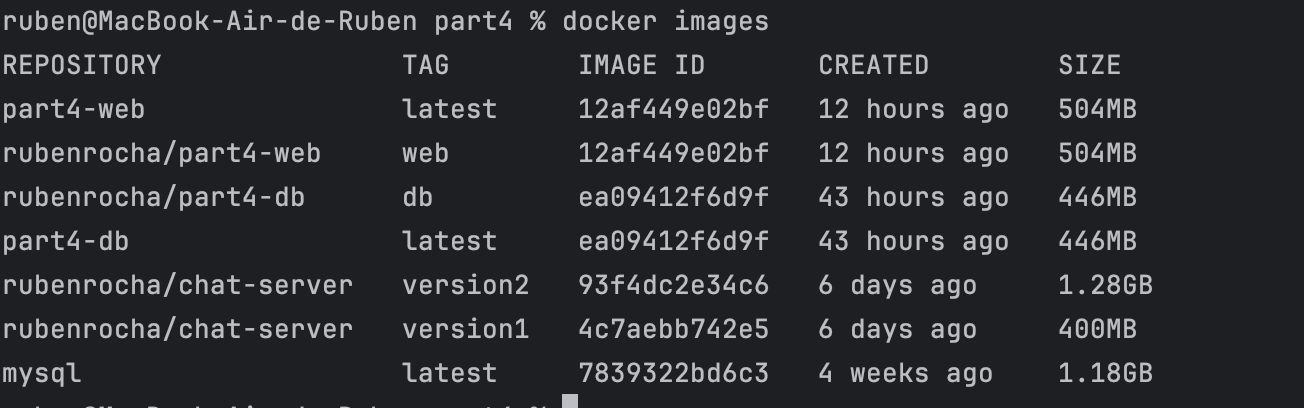 ruben@MacBook-Air-de-Ruben part4 % docker images
REPOSITORY TAG IMAGE ID CREATED SIZE
part4-web latest 12af449e02bf 12 hours ago 504MB
rubenrocha/part4-web web 12af449e02bf 12 hours ago 504MB
rubenrocha/part4-db db ea09412f6d9f 43 hours ago 446MB
part4-db latest ea09412f6d9f 43 hours ago 446MB
rubenrocha/chat-server version2 93f4dc2e34c6 6 days ago 1.28GB
rubenrocha/chat-server version1 4c7aebb742e5 6 days ago 400MB
mysql latest 7839322bd6c3 4 weeks ago 1.18GB